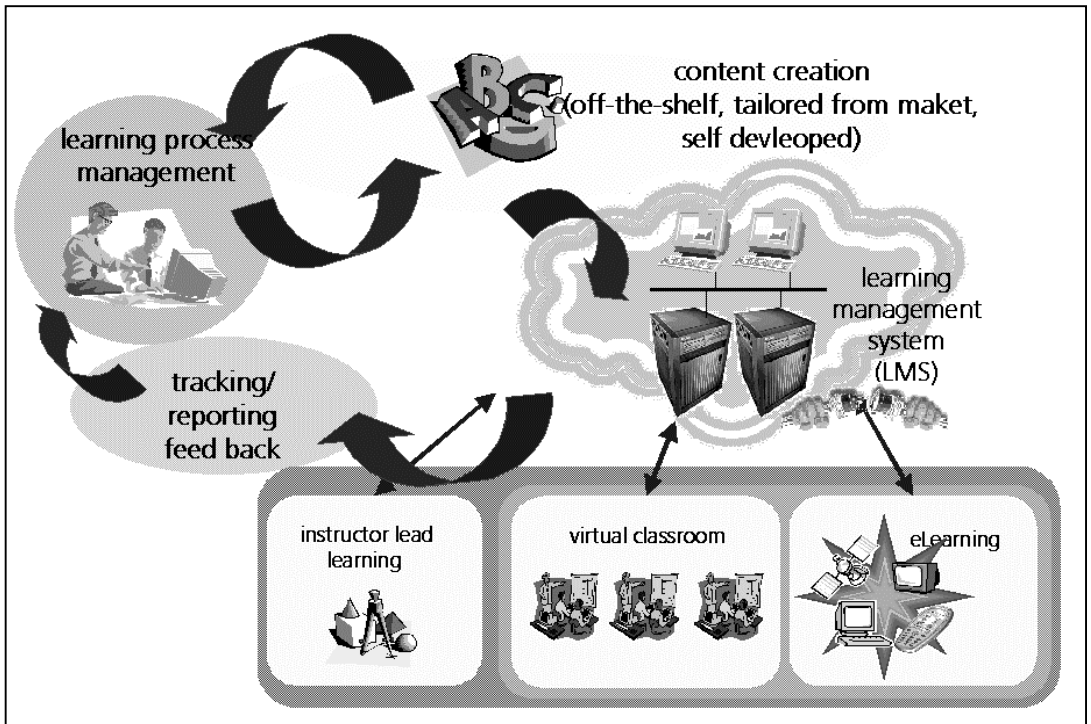 content creation
(off-the-shelf, tailored from maket,
self devleoped)
learning process
management
learning
management
system
(LMS)
tracking/
reporting
feed back
instructor lead
learning
virtual classroom
eLearning